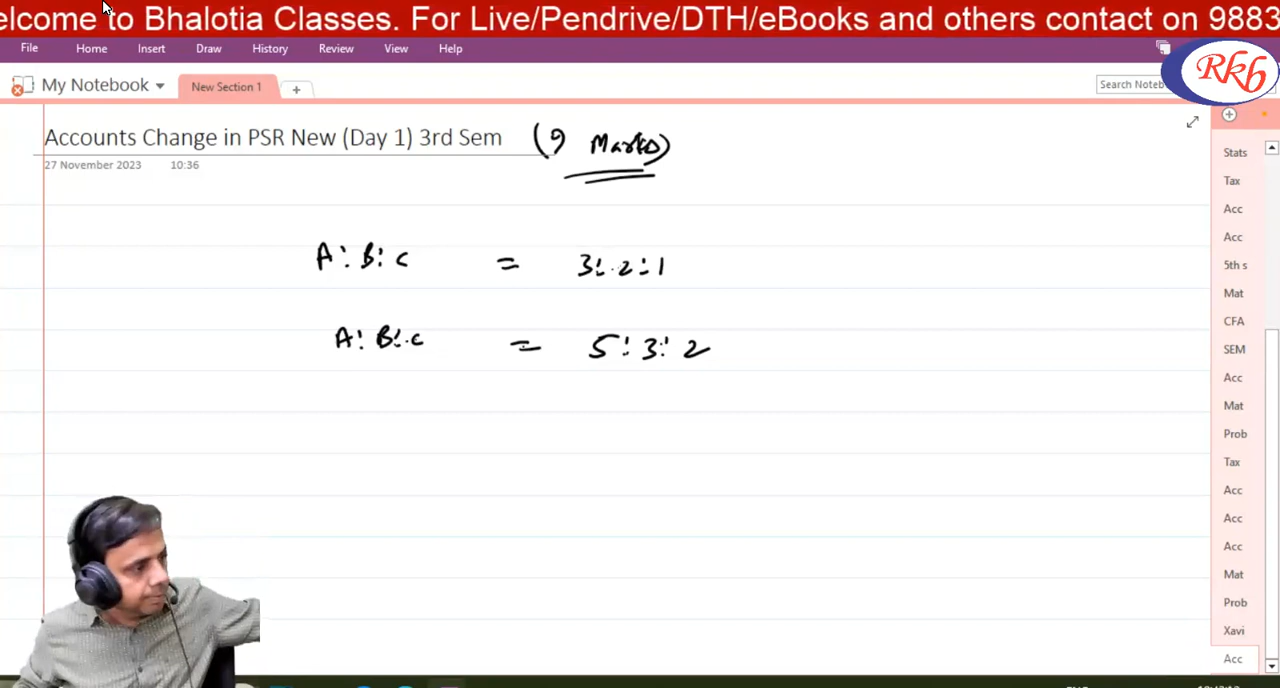 elcome to Bhalotia Classes. For Live/Pendrive/DTH/eBooks and others contact on 9883
File Home Insert Draw History Review View Help
Rkb
My Notebook New Section 1 + Search Noteb
Accounts Change in PSR New (Day 1) 3rd Sem (9 Marks)
27 November 2023 10:36
A:B:C = 3:2:1
A:B:C = 5:3:2
Stats
Tax
Acc
Acc
5th s
Mat
CFA
SEM
Acc
Mat
Prob
Tax
Acc
Acc
Acc
Mat
Prob
Xavi
Acc